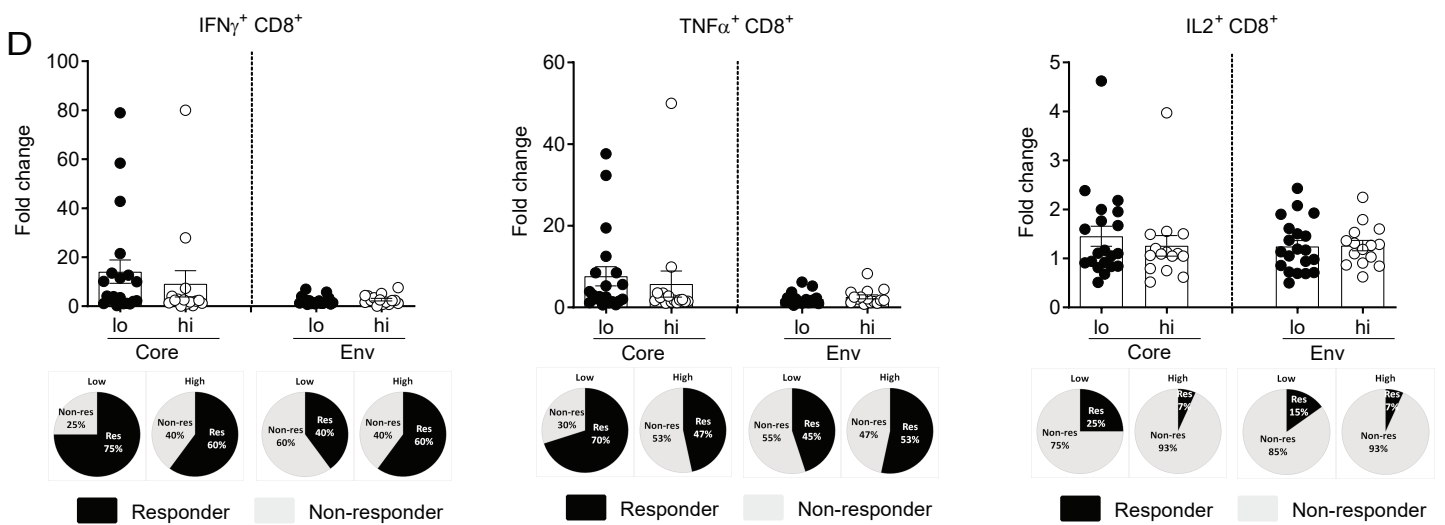 D
IFNγ⁺ CD8⁺
Fold change
100
80
60
40
20
0
lo hi lo hi
Core Env
Low High Low High
Non-res 25% Res 75%
Non-res 40% Res 60%
Non-res 60% Res 40%
Non-res 40% Res 60%
Responder Non-responder
TNFα⁺ CD8⁺
Fold change
60
40
20
0
lo hi lo hi
Core Env
Low High Low High
Non-res 30% Res 70%
Non-res 53% Res 47%
Non-res 55% Res 45%
Non-res 47% Res 53%
Responder Non-responder
IL2⁺ CD8⁺
Fold change
5
4
3
2
1
0
lo hi lo hi
Core Env
Low High Low High
Non-res 75% Res 25%
Res 7% Non-res 93%
Res 15% Non-res 85%
Res 7% Non-res 93%
Responder Non-responder